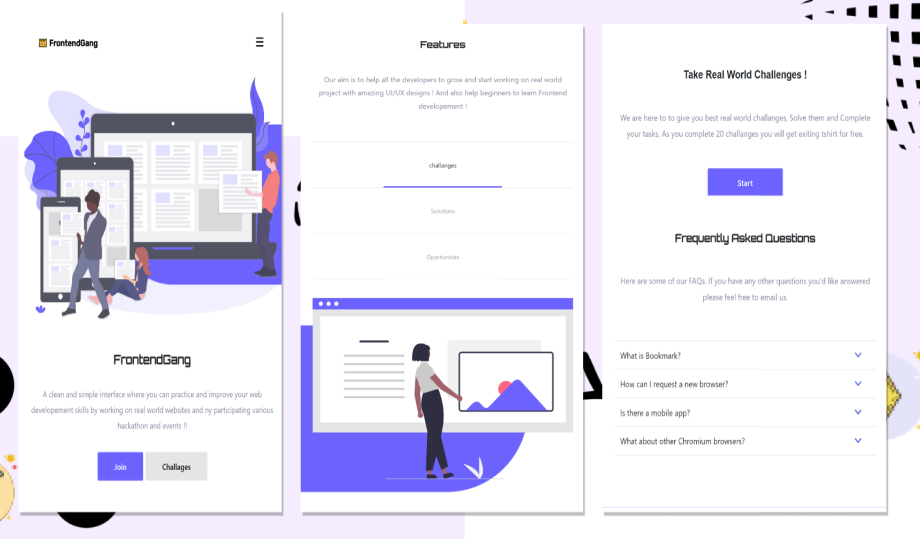 FrontendGang
FrontendGang
A clean and simple interface where you can practice and improve your web
developement skills by working on real world websites and ny participating various
hackathon and events !!
Join
Challages
Features
Our aim is to help all the developers to grow and start working on real world
project with amazing UI/UX designs ! And also help beginners to learn Frontend
developement !
challanges
Solutions
Opprtunities
Take Real World Challenges !
We are here to to give you best real world challanges, Solve them and Complete
your tasks, As you complete 20 challanges you will get exiting tshirt for free.
Start
Frequently Asked Questions
Here are some of our FAQs. If you have any other questions you'd like answered
please feel free to email us.
What is Bookmark?
How can I request a new browser?
Is there a mobile app?
What about other Chromium browsers?